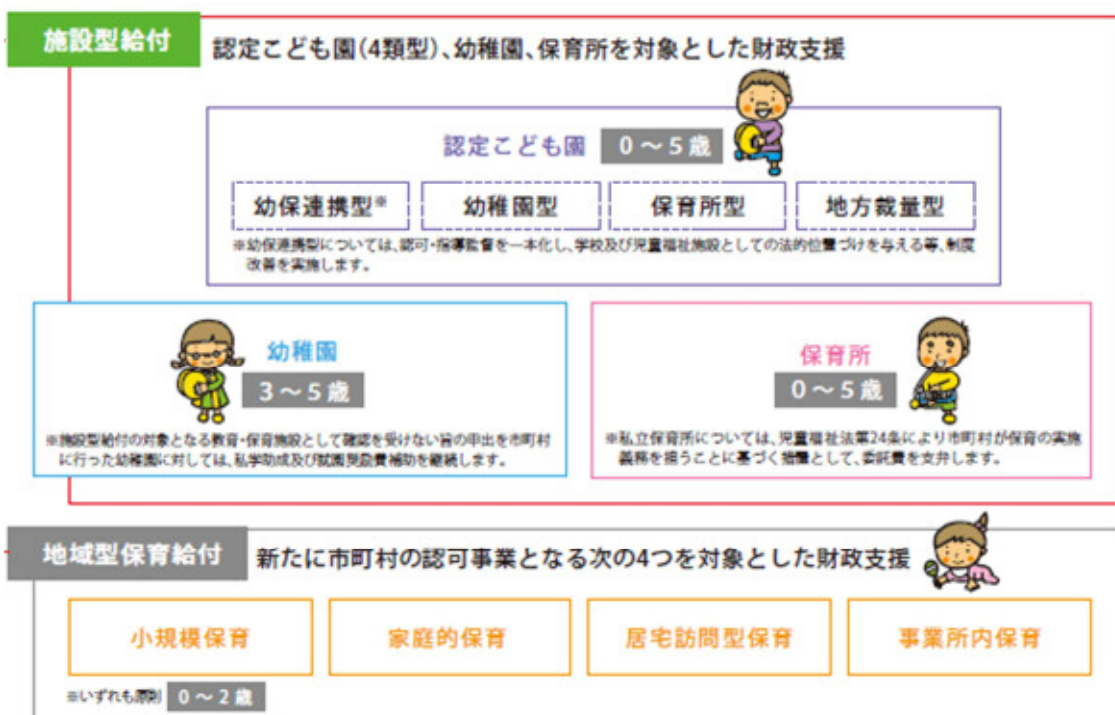 施設型給付
認定こども園(4類型)、幼稚園、保育所を対象とした財政支援
認定こども園 0～5歳
幼保連携型※ 幼稚園型 保育所型 地方裁量型
※幼保連携型については、認可・指導監督を一本化し、学校及び児童福祉施設としての法的位置づけを与える等、制度
改善を実施します。
幼稚園
3～5歳
※施設型給付の対象となる教育・保育施設として確認を受けない旨の申出を市町村
に行った幼稚園に対しては、私学助成及び就園奨励費補助を継続します。
保育所
0～5歳
※私立保育所については、児童福祉法第24条により市町村が保育の実施
義務を担うことに基づく措置として、委託費を支弁します。
地域型保育給付
新たに市町村の認可事業となる次の4つを対象とした財政支援
小規模保育 家庭的保育 居宅訪問型保育 事業所内保育
※いずれも原則 0～2歳